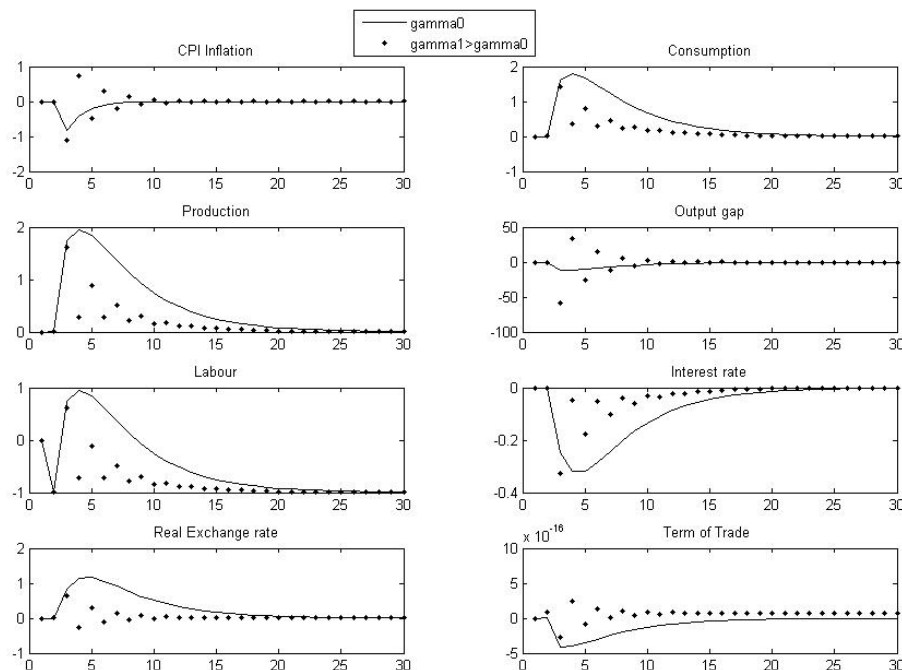 gamma0
gamma1>gamma0
CPI Inflation
1
0
-1
-2
0 5 10 15 20 25 30
Consumption
2
1
0
-1
0 5 10 15 20 25 30
Production
2
1
0
0 5 10 15 20 25 30
Output gap
50
0
-50
-100
0 5 10 15 20 25 30
Labour
1
0
-1
0 5 10 15 20 25 30
Interest rate
0
-0.2
-0.4
0 5 10 15 20 25 30
Real Exchange rate
2
1
0
-1
0 5 10 15 20 25 30
Term of Trade
x 10^-16
10
5
0
-5
0 5 10 15 20 25 30